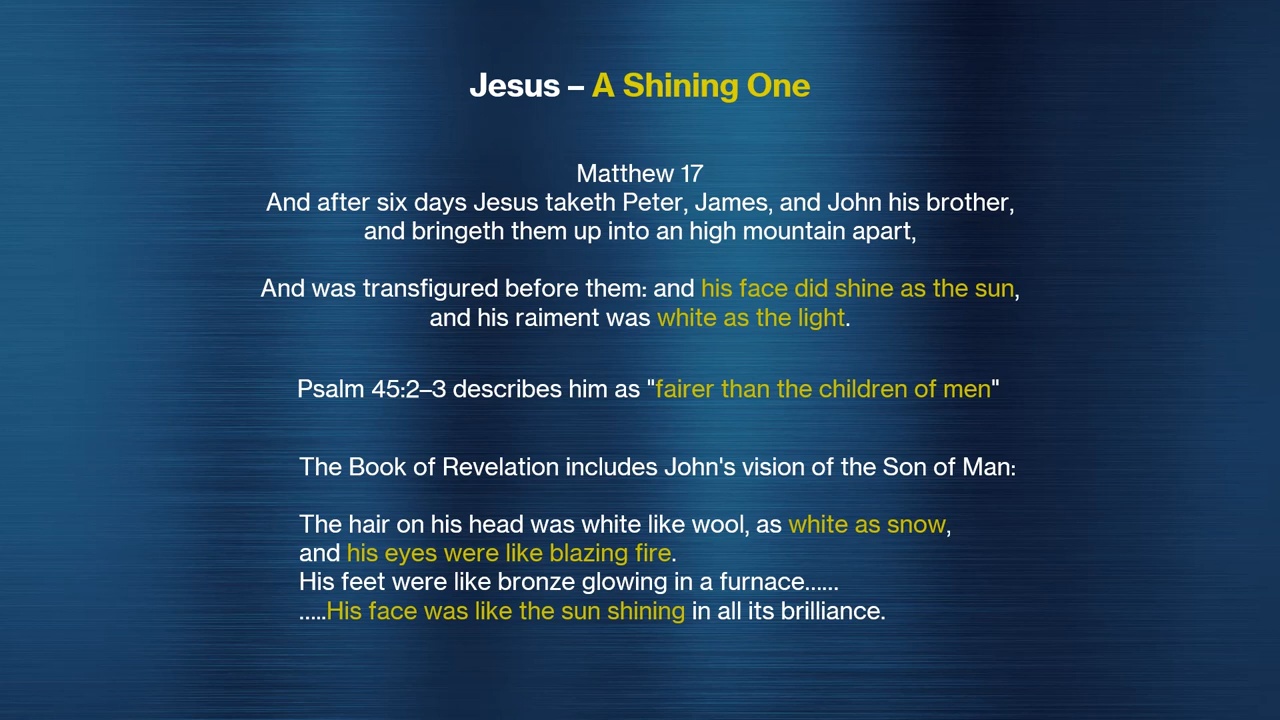 Jesus – A Shining One
Matthew 17
And after six days Jesus taketh Peter, James, and John his brother,
and bringeth them up into an high mountain apart,
And was transfigured before them: and his face did shine as the sun,
and his raiment was white as the light.
Psalm 45:2–3 describes him as "fairer than the children of men"
The Book of Revelation includes John's vision of the Son of Man:
The hair on his head was white like wool, as white as snow,
and his eyes were like blazing fire.
His feet were like bronze glowing in a furnace......
.....His face was like the sun shining in all its brilliance.